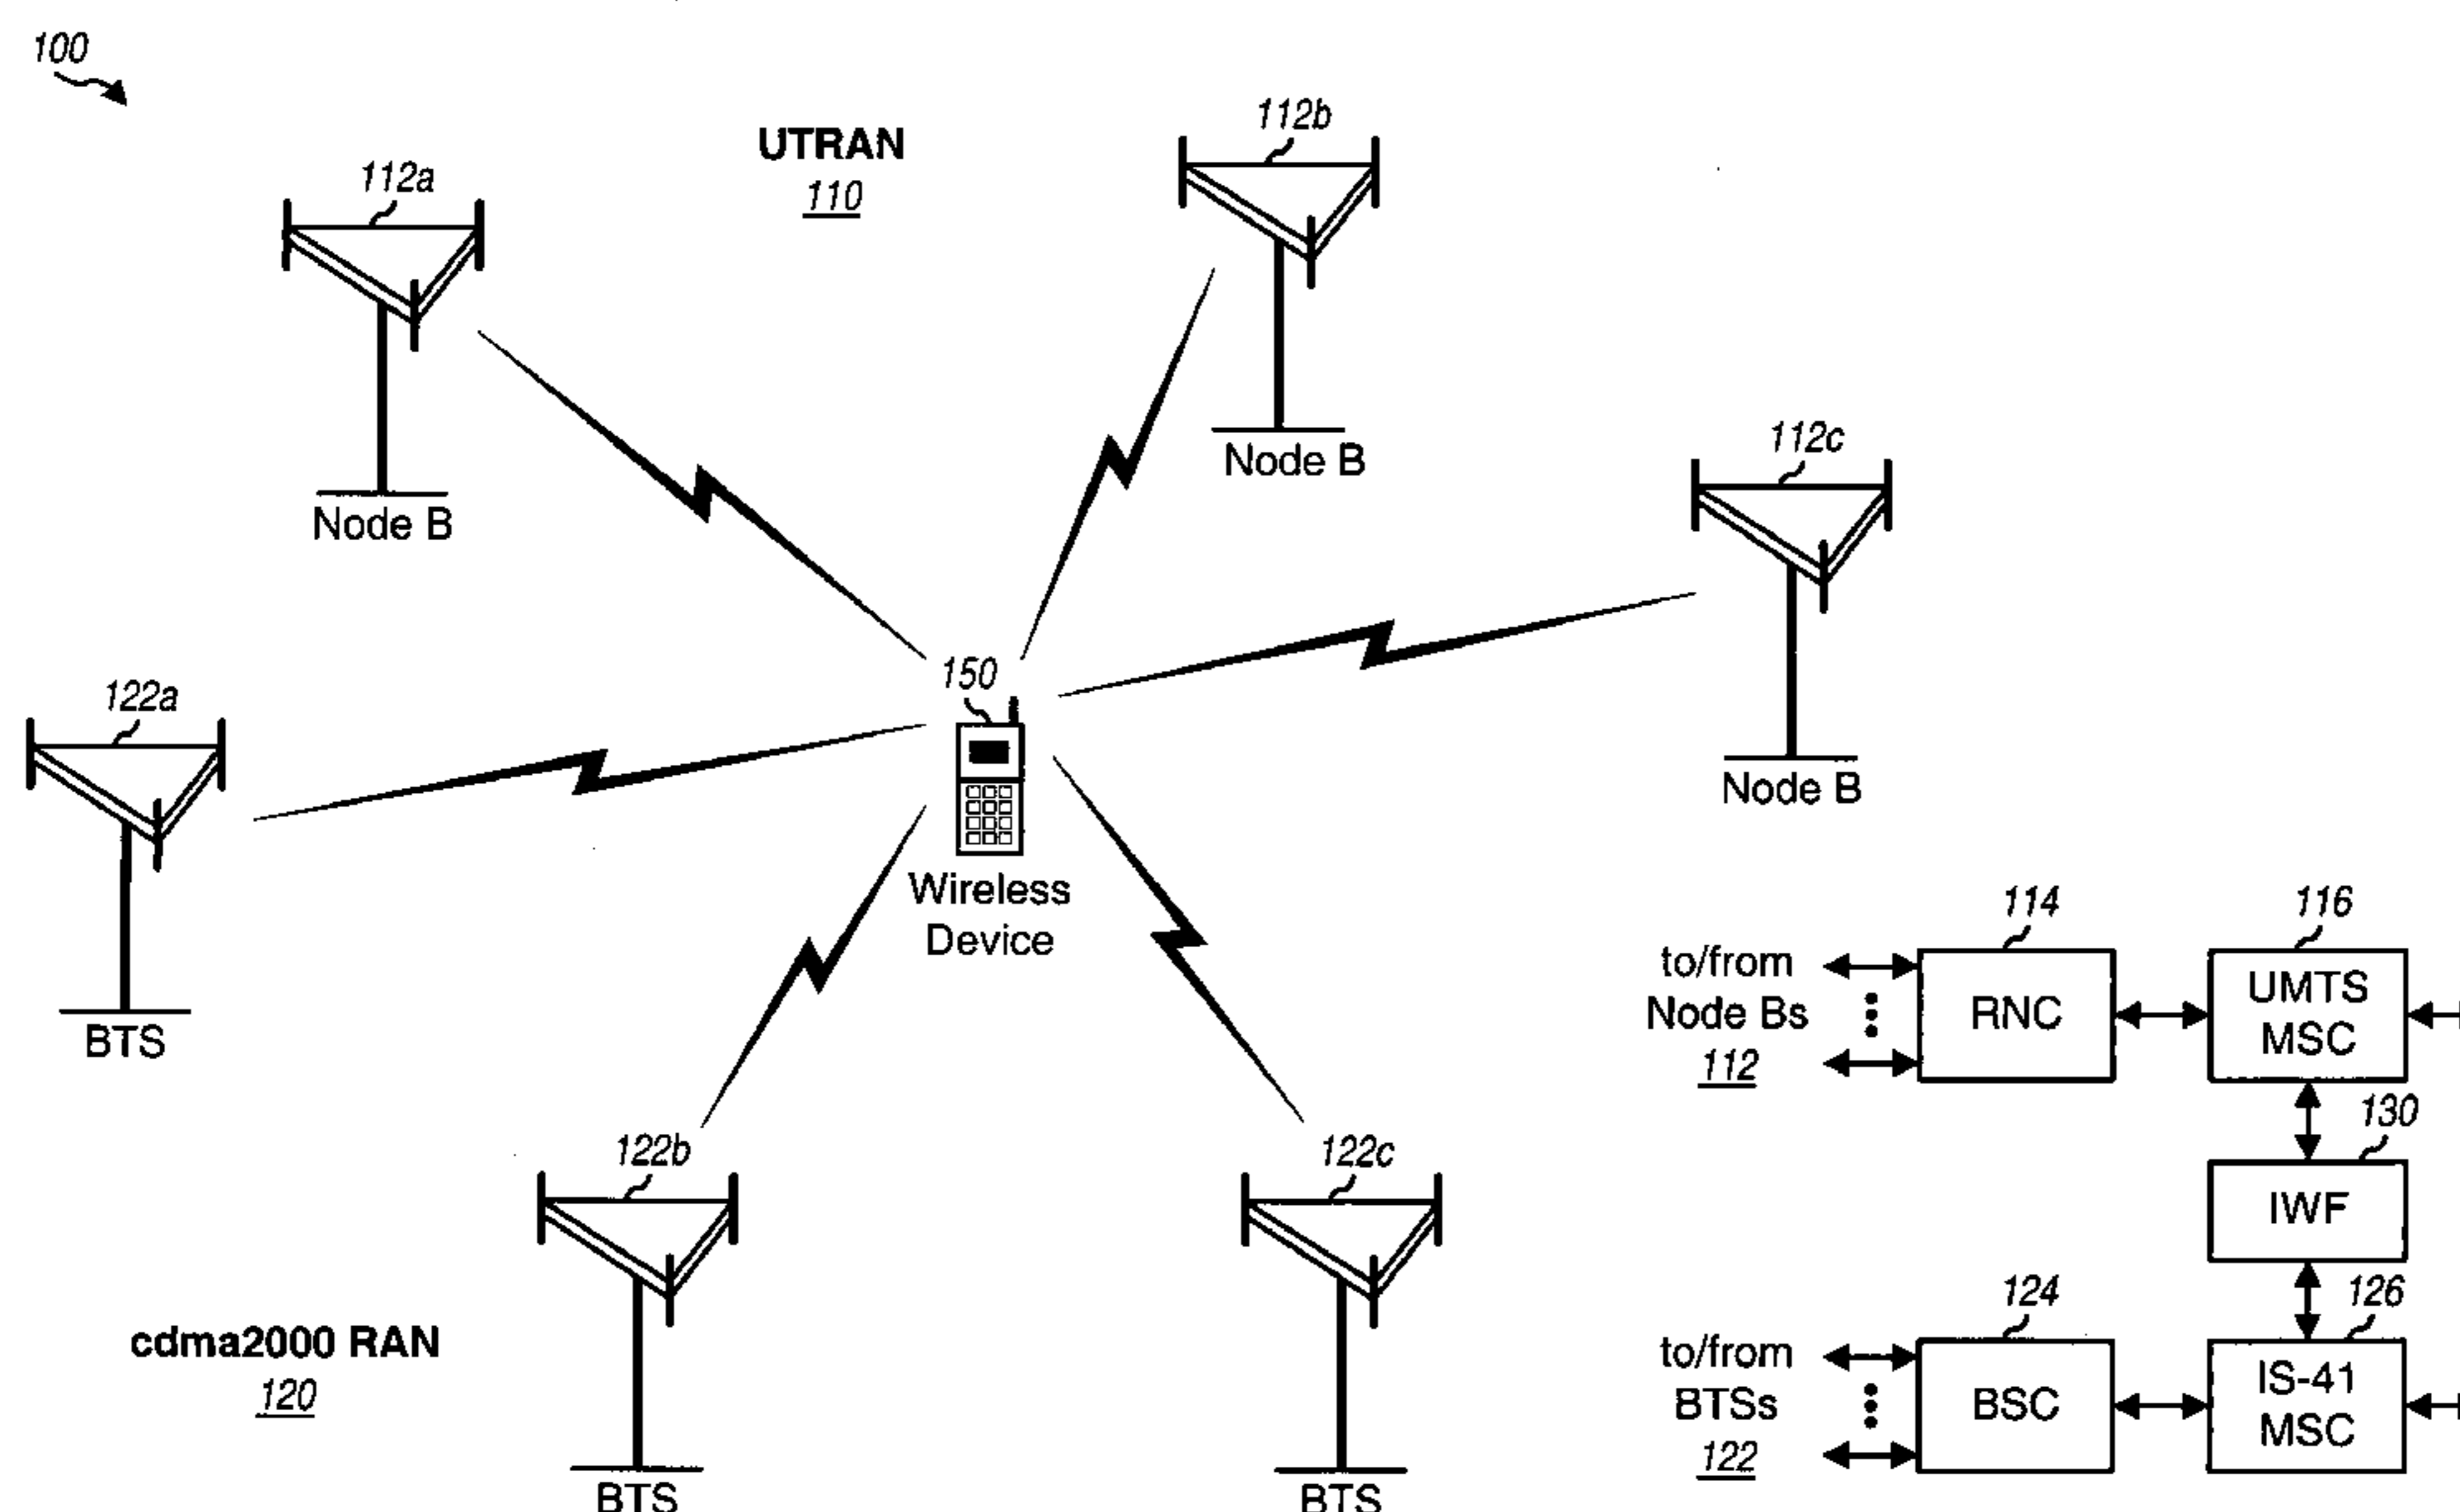 100
112b
UTRAN
110
112a
112c
Node B
Node B
150
122a
Node B
Wireless
Device
BTS
114
116
to/from
Node Bs
112
RNC
UMTS
MSC
130
IWF
122b
122c
124
126
cdma2000 RAN
120
to/from
BTSs
122
BSC
IS-41
MSC
BTS
BTS